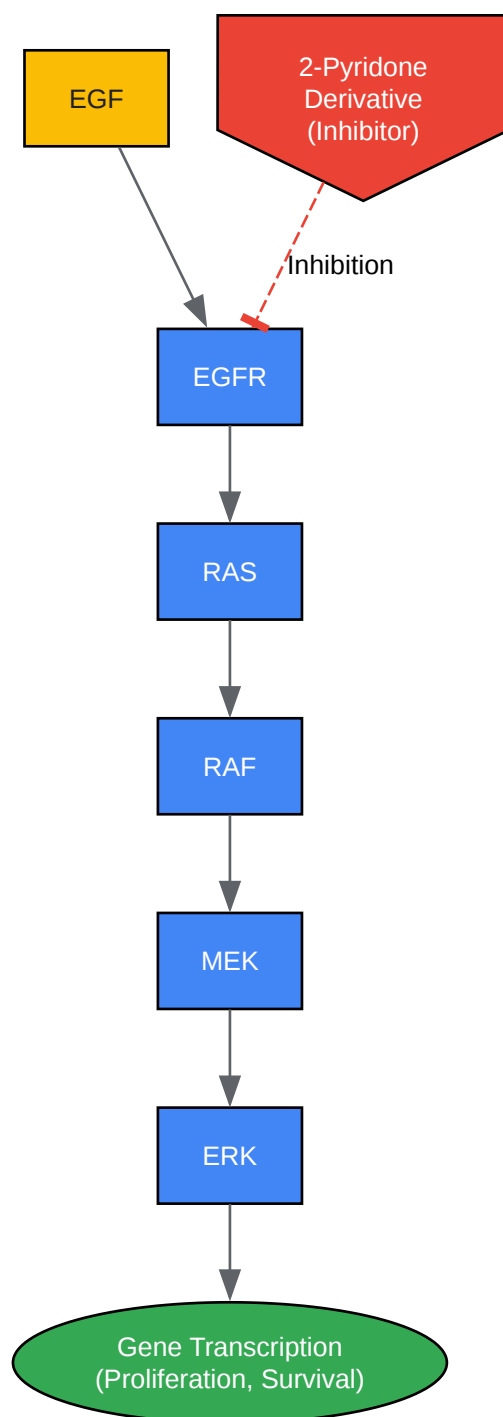 EGF
2-Pyridone
Derivative
(Inhibitor)
Inhibition
EGFR
RAS
RAF
MEK
ERK
Gene Transcription
(Proliferation, Survival)